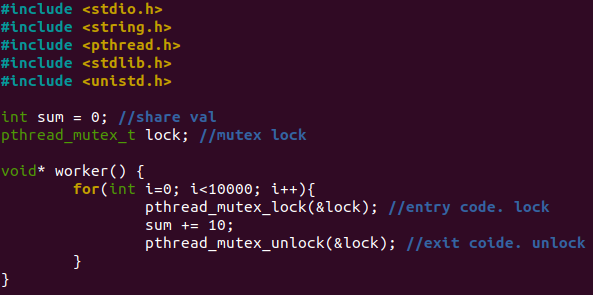 #include <stdio.h>
#include <string.h>
#include <pthread.h>
#include <stdlib.h>
#include <unistd.h>

int sum = 0; //share val
pthread_mutex_t lock; //mutex lock

void* worker() {
        for(int i=0; i<10000; i++){
                pthread_mutex_lock(&lock); //entry code. lock
                sum += 10;
                pthread_mutex_unlock(&lock); //exit coide. unlock
        }
}